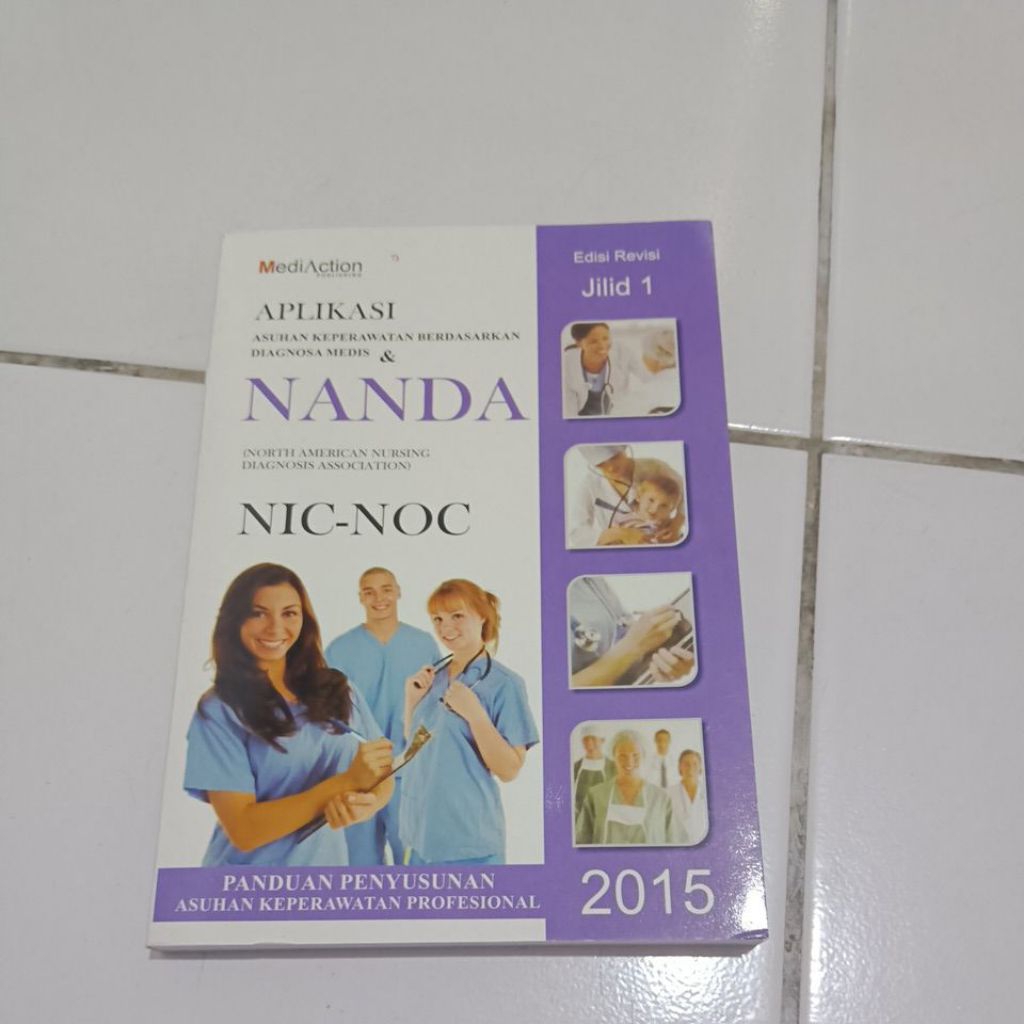 MediAction
PUBLISHING
APLIKASI
ASUHAN KEPERAWATAN BERDASARKAN
DIAGNOSA MEDIS &
NANDA
(NORTH AMERICAN NURSING
DIAGNOSIS ASSOCIATION)
NIC-NOC
PANDUAN PENYUSUNAN
ASUHAN KEPERAWATAN PROFESIONAL
Edisi Revisi
Jilid 1
2015